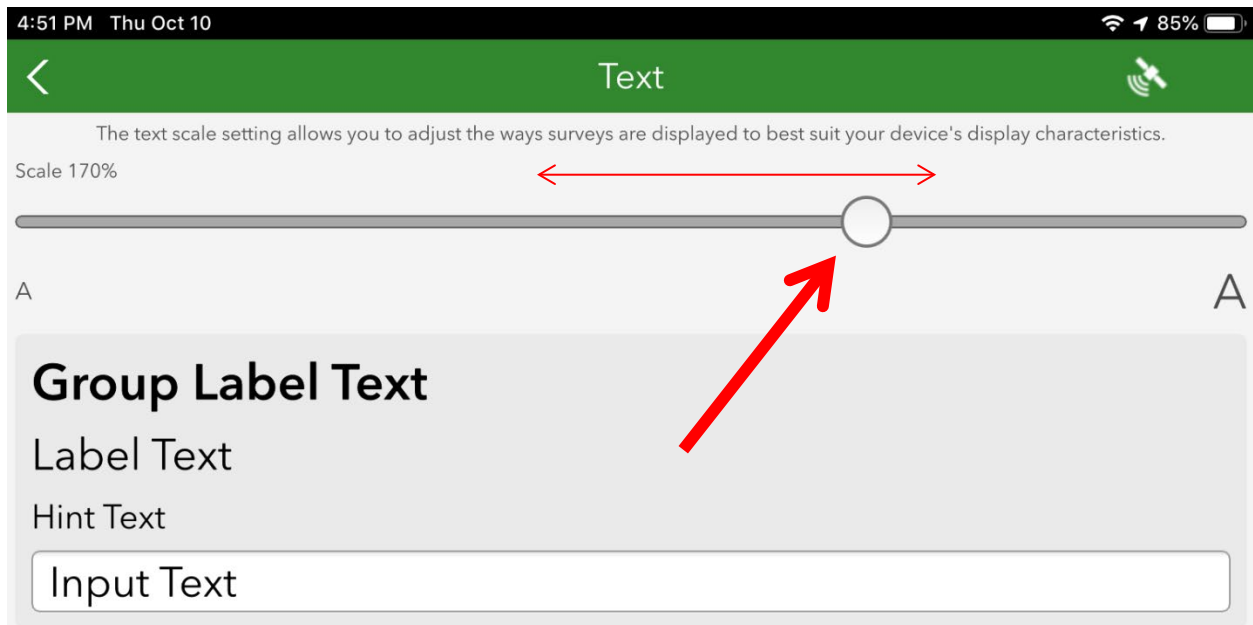 4:51 PM Thu Oct 10 85%
Text
The text scale setting allows you to adjust the ways surveys are displayed to best suit your device's display characteristics.
Scale 170%
A A
Group Label Text
Label Text
Hint Text
Input Text